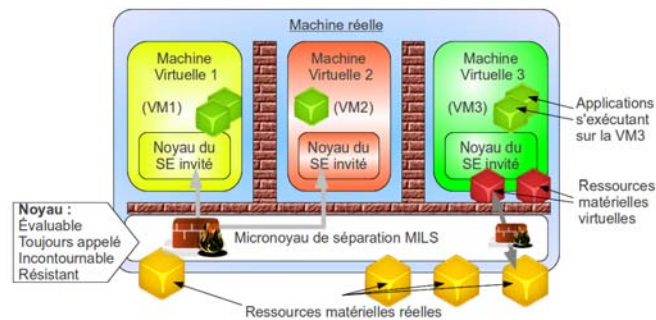 Machine réelle
Machine
Virtuelle 1
(VM1)
Noyau du
SE invité
Machine
Virtuelle 2
(VM2)
Noyau du
SE invité
Machine
Virtuelle 3
(VM3)
Noyau du
SE invité
Applications
s'exécutant
sur la VM3
Ressources
matérielles
virtuelles
Noyau :
Évaluable
Toujours appelé
Incontournable
Résistant
Micronoyau de séparation MILS
Ressources matérielles réelles